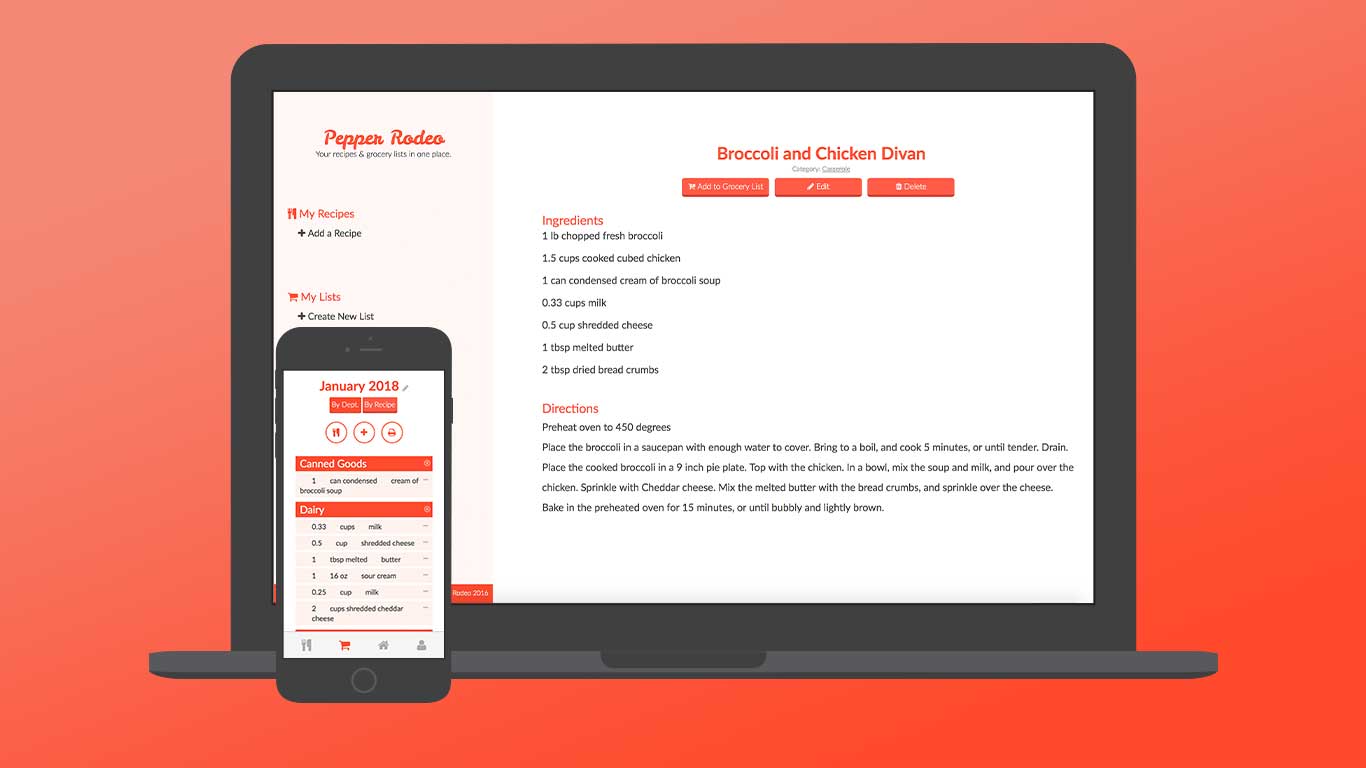 Pepper Rodeo
Your recipes & grocery lists in one place.
My Recipes
Add a Recipe
My Lists
Create New List
Rodeo 2016
Broccoli and Chicken Divan
Category: Casserole
Add to Grocery List
Edit
Delete
Ingredients
1 lb chopped fresh broccoli
1.5 cups cooked cubed chicken
1 can condensed cream of broccoli soup
0.33 cups milk
0.5 cup shredded cheese
1 tbsp melted butter
2 tbsp dried bread crumbs
Directions
Preheat oven to 450 degrees
Place the broccoli in a saucepan with enough water to cover. Bring to a boil, and cook 5 minutes, or until tender. Drain.
Place the cooked broccoli in a 9 inch pie plate. Top with the chicken. In a bowl, mix the soup and milk, and pour over the
chicken. Sprinkle with Cheddar cheese. Mix the melted butter with the bread crumbs, and sprinkle over the cheese.
Bake in the preheated oven for 15 minutes, or until bubbly and lightly brown.
January 2018
By Dept. By Recipe
Canned Goods
1 can condensed cream of
broccoli soup
Dairy
0.33 cups milk
0.5 cup shredded cheese
1 tbsp melted butter
1 16 oz sour cream
0.25 cup milk
2 cups shredded cheddar
cheese